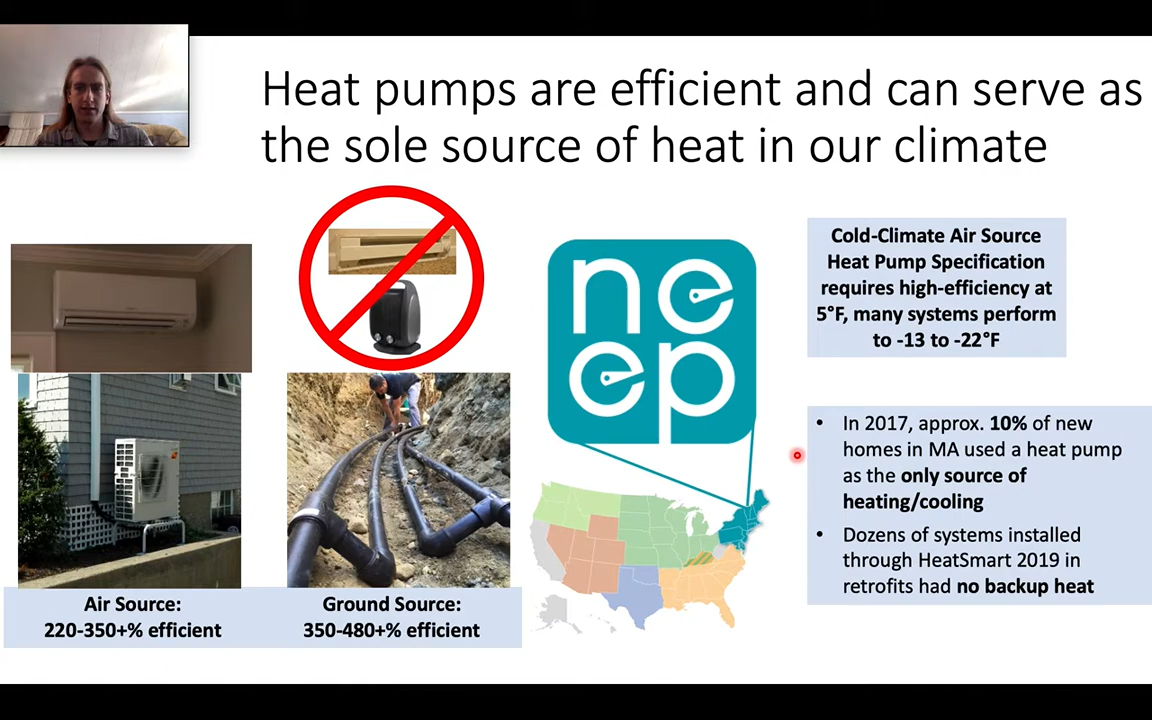 Heat pumps are efficient and can serve as
the sole source of heat in our climate
ne
ep
Cold-Climate Air Source
Heat Pump Specification
requires high-efficiency at
5°F, many systems perform
to -13 to -22°F
• In 2017, approx. 10% of new
homes in MA used a heat pump
as the only source of
heating/cooling
• Dozens of systems installed
through HeatSmart 2019 in
retrofits had no backup heat
Air Source:
220-350+% efficient
Ground Source:
350-480+% efficient